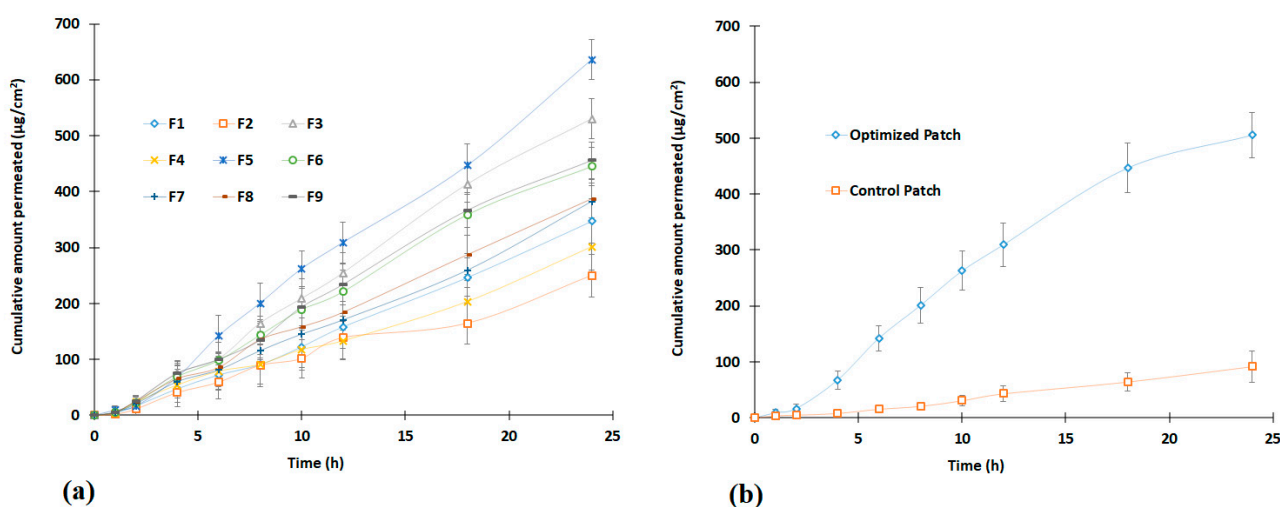 700
600
500
400
300
200
100
0
Cumulative amount permeated (µg/cm²)
F1 F2 F3
F4 F5 F6
F7 F8 F9
0 5 10 15 20 25
Time (h)
(a)
700
600
500
400
300
200
100
0
Cumulative amount permeated (µg/cm²)
Optimized Patch
Control Patch
0 5 10 15 20 25
Time (h)
(b)